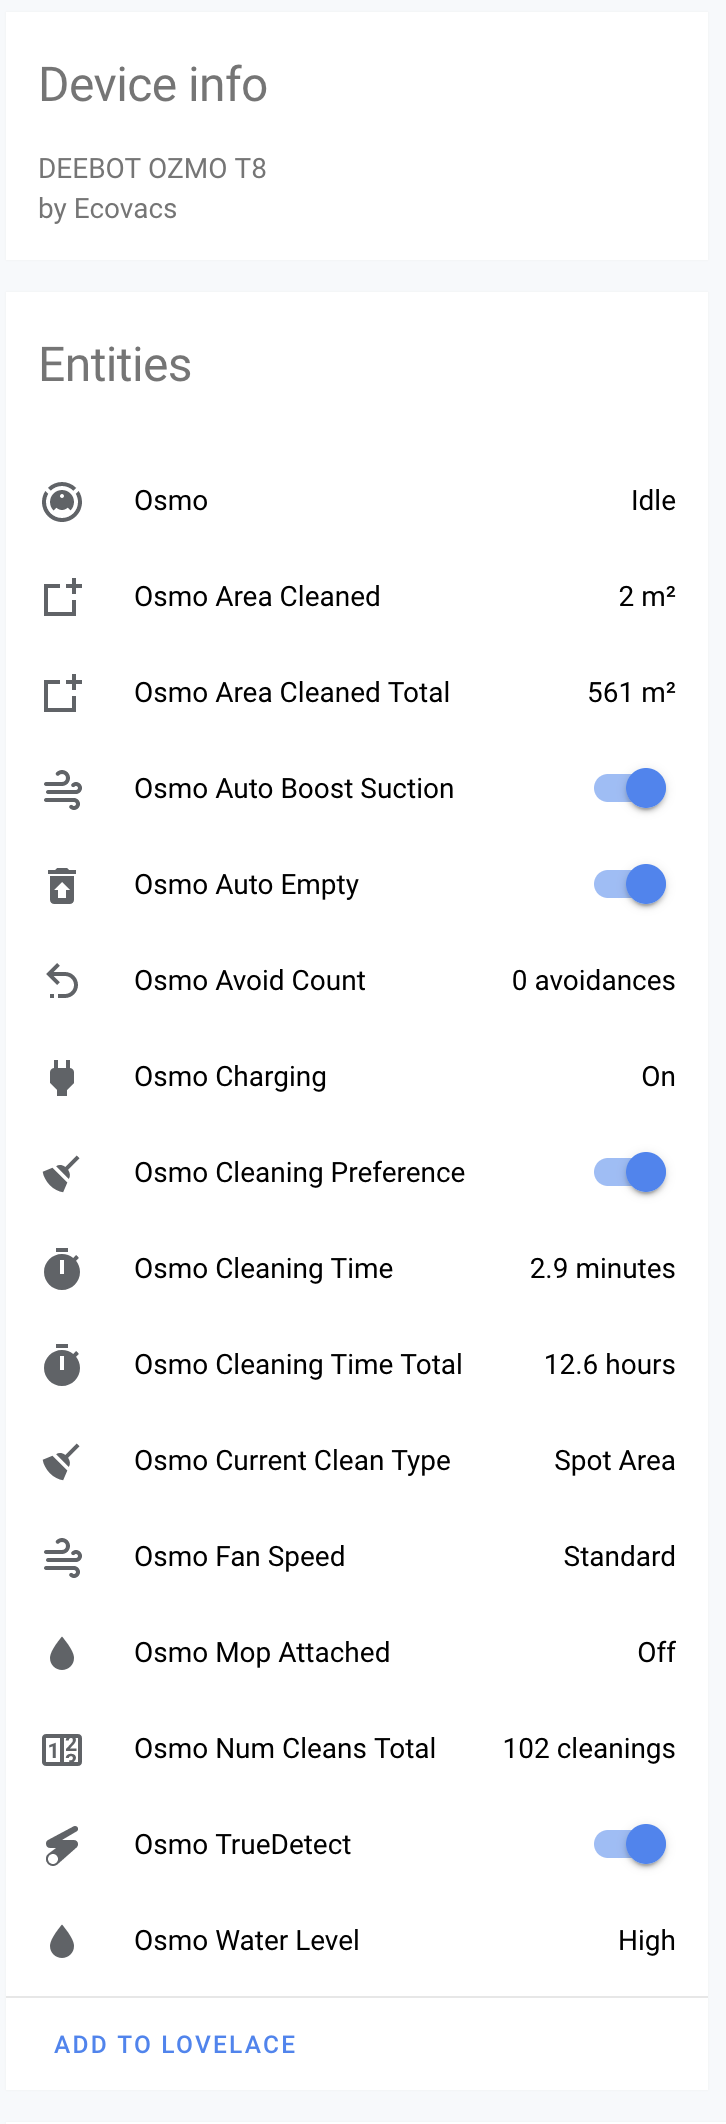 Device info
DEEBOT OZMO T8
by Ecovacs
Entities
Osmo Idle
Osmo Area Cleaned 2 m²
Osmo Area Cleaned Total 561 m²
Osmo Auto Boost Suction
Osmo Auto Empty
Osmo Avoid Count 0 avoidances
Osmo Charging On
Osmo Cleaning Preference
Osmo Cleaning Time 2.9 minutes
Osmo Cleaning Time Total 12.6 hours
Osmo Current Clean Type Spot Area
Osmo Fan Speed Standard
Osmo Mop Attached Off
Osmo Num Cleans Total 102 cleanings
Osmo TrueDetect
Osmo Water Level High
ADD TO LOVELACE